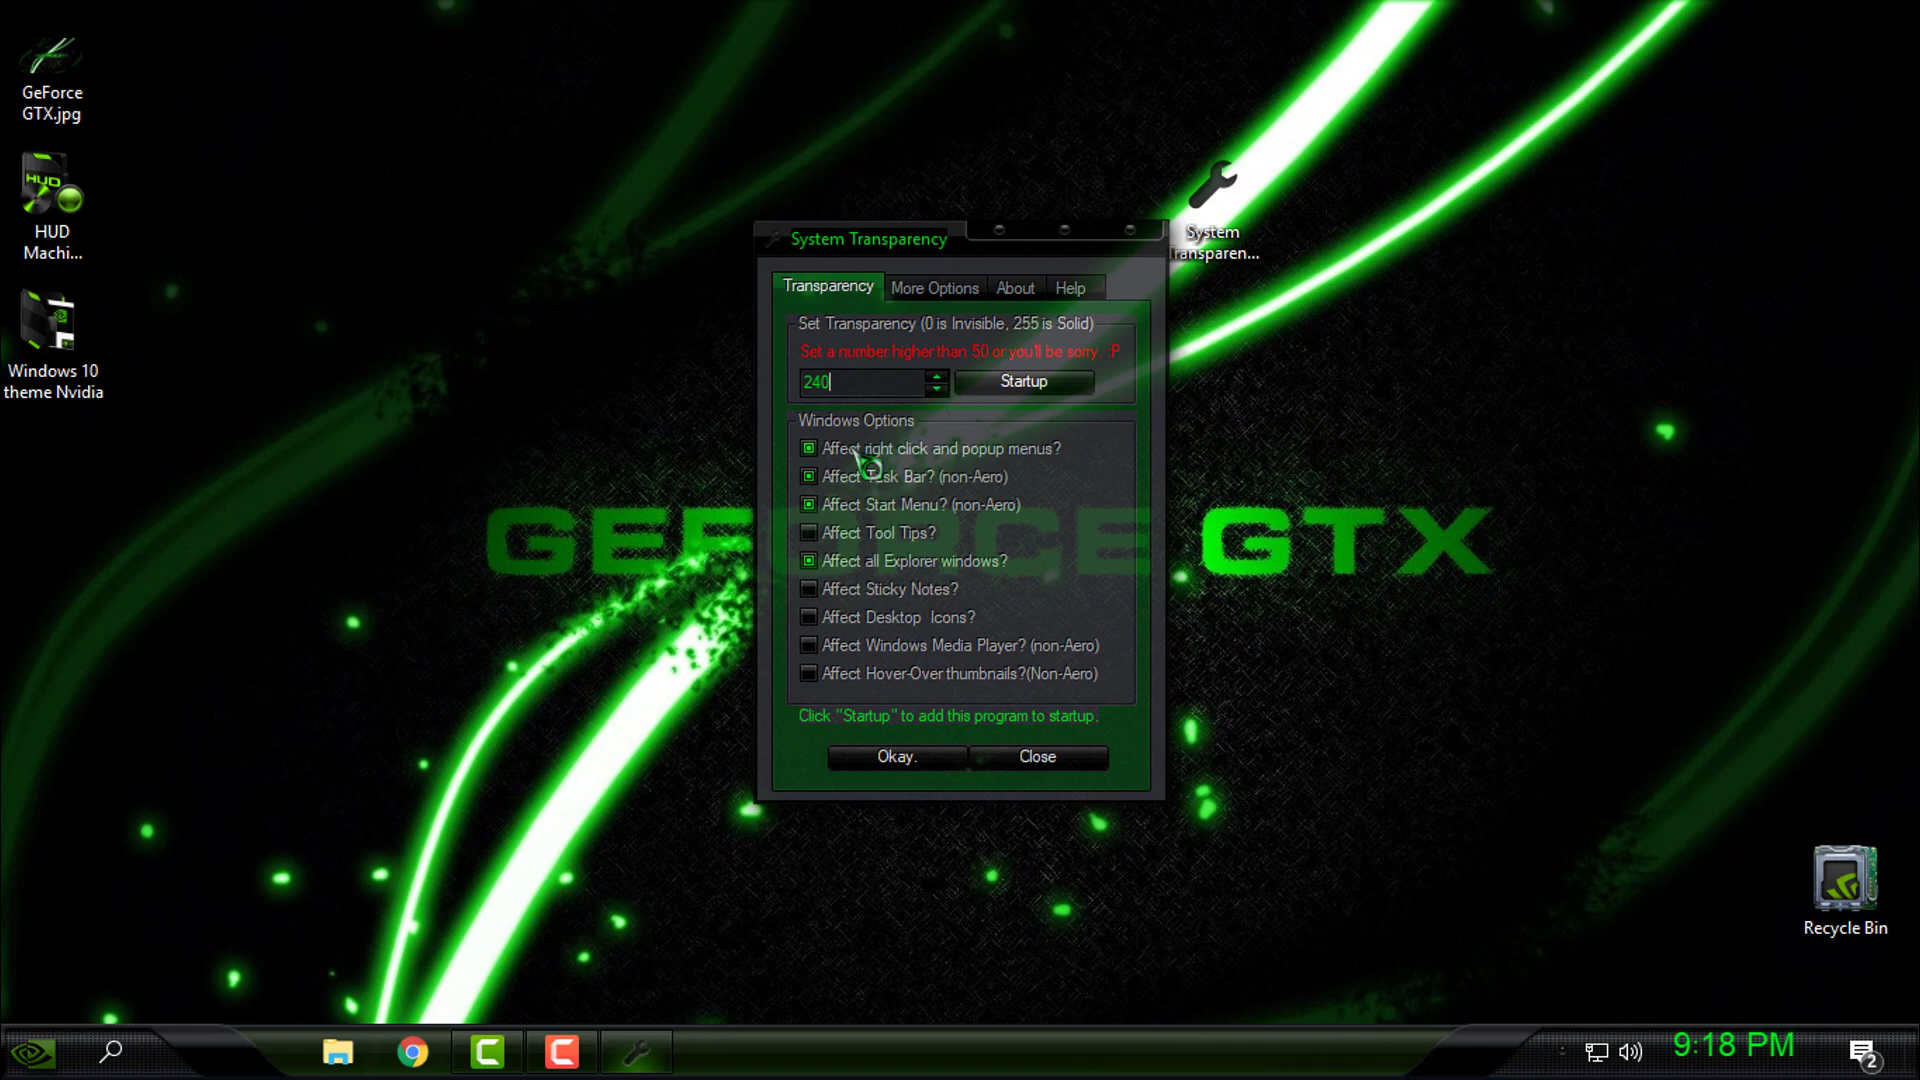 GeForce
GTX.jpg
HUD
HUD
Machi...
Windows 10
theme Nvidia
System
Transparen...
System Transparency
Transparency
More Options
About
Help
Set Transparency (0 is Invisible, 255 is Solid)
Set a number higher than 50 or you'll be sorry. :P
240
Startup
Windows Options
Affect right click and popup menus?
Affect Task Bar? (non-Aero)
Affect Start Menu? (non-Aero)
Affect Tool Tips?
Affect all Explorer windows?
Affect Sticky Notes?
Affect Desktop Icons?
Affect Windows Media Player? (non-Aero)
Affect Hover-Over thumbnails?(Non-Aero)
Click "Startup" to add this program to startup.
Okay.
Close
GEFORCE GTX
Recycle Bin
9:18 PM
2